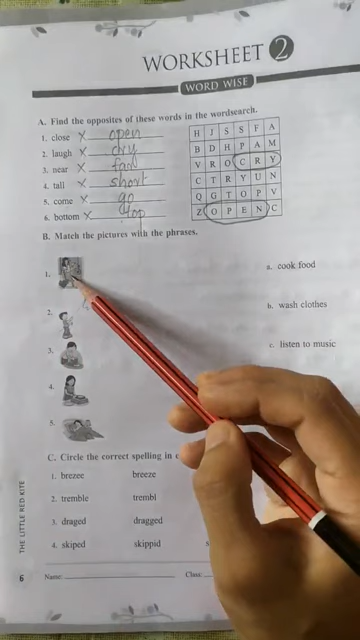 WORKSHEET 2
WORD WISE
A. Find the opposites of these words in the wordsearch.
1. close × open
2. laugh × cry
3. near × far
4. tall × short
5. come × go
6. bottom × top
H J S S F A
B D H P A M
V R O C R Y
C T R Y U N
Q G T O P V
Z O P E N C
B. Match the pictures with the phrases.
1. a. cook food
2. b. wash clothes
3. c. listen to music
4.
5.
C. Circle the correct spelling in
1. brezee breeze
2. tremble trembl
3. draged dragged
4. skiped skippid 5
THE LITTLE RED KITE
6 Name: Class: